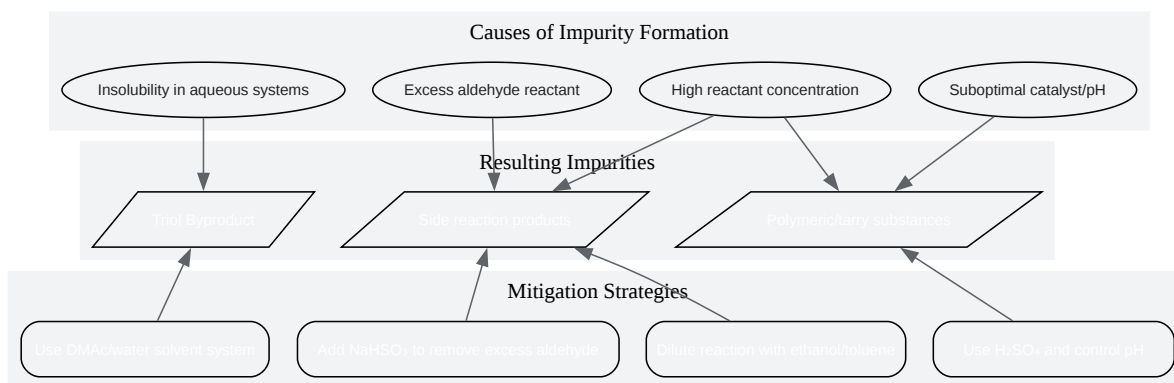 Causes of Impurity Formation
Insolubility in aqueous systems
Excess aldehyde reactant
High reactant concentration
Suboptimal catalyst/pH
Resulting Impurities
Triol Byproduct
Side reaction products
Polymeric/tarry substances
Mitigation Strategies
Use DMAc/water solvent system
Add NaHSO₃ to remove excess aldehyde
Dilute reaction with ethanol/toluene
Use H₂SO₄ and control pH